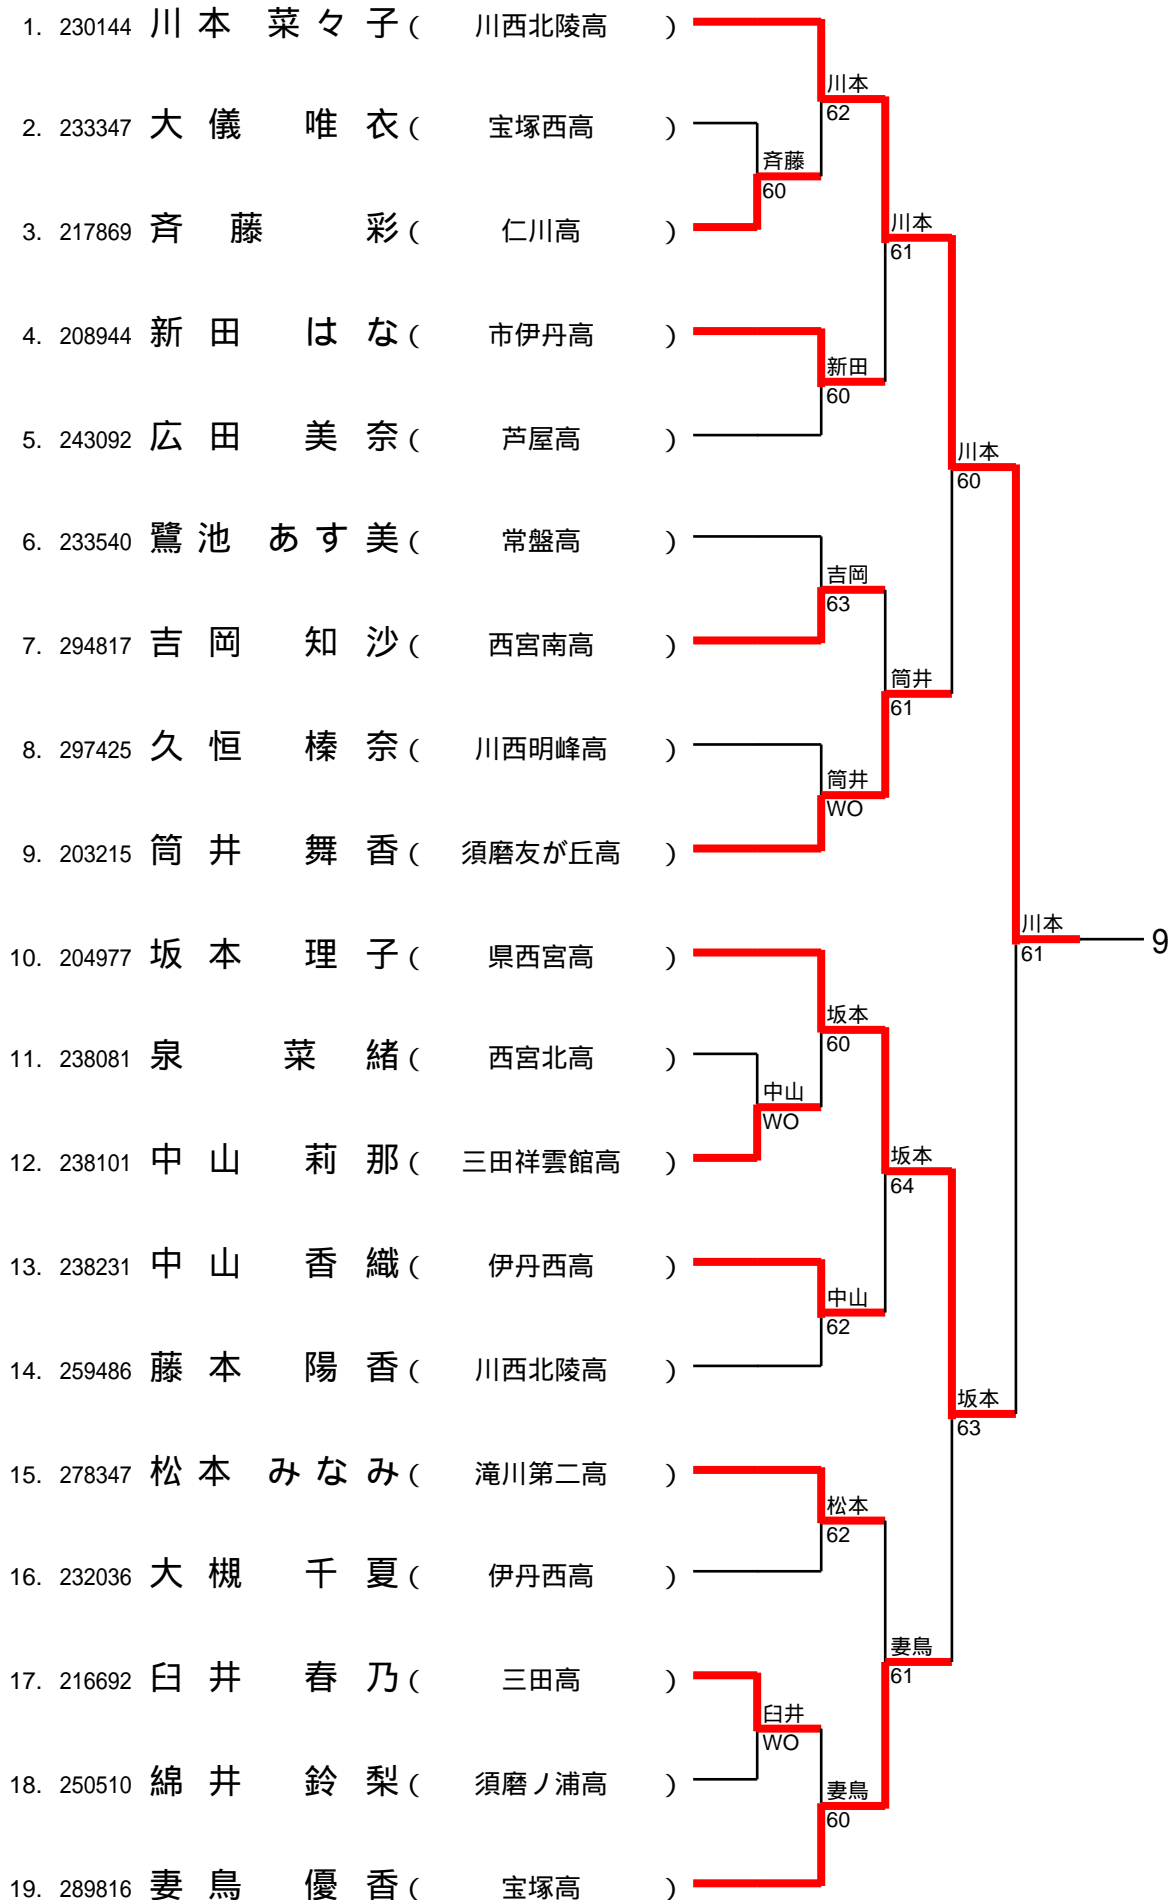 1. 230144 川本 菜々子 ( 川西北陵高 )
川本
62
2. 233347 大儀 唯衣 ( 宝塚西高 )
斉藤
60
3. 217869 斉藤 彩 ( 仁川高 )
川本
61
4. 208944 新田 はな ( 市伊丹高 )
新田
60
5. 243092 広田 美奈 ( 芦屋高 )
川本
60
6. 233540 鷺池 あす美 ( 常盤高 )
吉岡
63
7. 294817 吉岡 知沙 ( 西宮南高 )
筒井
61
8. 297425 久恒 榛奈 ( 川西明峰高 )
筒井
WO
9. 203215 筒井 舞香 ( 須磨友が丘高 )
川本
61
9
10. 204977 坂本 理子 ( 県西宮高 )
坂本
60
11. 238081 泉 菜緒 ( 西宮北高 )
中山
WO
12. 238101 中山 莉那 ( 三田祥雲館高 )
坂本
64
13. 238231 中山 香織 ( 伊丹西高 )
中山
62
14. 259486 藤本 陽香 ( 川西北陵高 )
坂本
63
15. 278347 松本 みなみ ( 滝川第二高 )
松本
62
16. 232036 大槻 千夏 ( 伊丹西高 )
妻鳥
61
17. 216692 臼井 春乃 ( 三田高 )
臼井
WO
18. 250510 綿井 鈴梨 ( 須磨ノ浦高 )
妻鳥
60
19. 289816 妻鳥 優香 ( 宝塚高 )